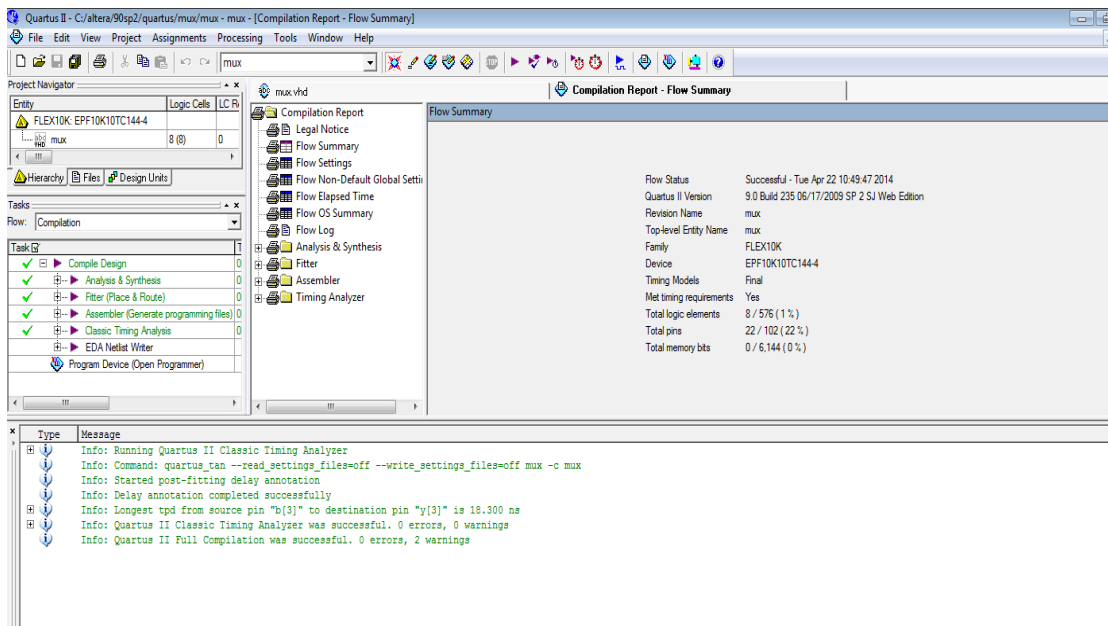 Quartus II - C:/altera/90sp2/quartus/mux/mux - mux - [Compilation Report - Flow Summary]
File Edit View Project Assignments Processing Tools Window Help
mux
Project Navigator
Entity Logic Cells LC R
FLEX10K: EPF10K10TC144-4
mux 8 (8) 0
Hierarchy Files Design Units
Tasks
Flow: Compilation
Task
Compile Design 0
Analysis & Synthesis 0
Fitter (Place & Route) 0
Assembler (Generate programming files) 0
Classic Timing Analysis 0
EDA Netlist Writer
Program Device (Open Programmer)
mux.vhd
Compilation Report - Flow Summary
Compilation Report
Legal Notice
Flow Summary
Flow Settings
Flow Non-Default Global Setti
Flow Elapsed Time
Flow OS Summary
Flow Log
Analysis & Synthesis
Fitter
Assembler
Timing Analyzer
Flow Summary
Flow Status Successful - Tue Apr 22 10:49:47 2014
Quartus II Version 9.0 Build 235 06/17/2009 SP 2 SJ Web Edition
Revision Name mux
Top-level Entity Name mux
Family FLEX10K
Device EPF10K10TC144-4
Timing Models Final
Met timing requirements Yes
Total logic elements 8 / 576 ( 1 % )
Total pins 22 / 102 ( 22 % )
Total memory bits 0 / 6,144 ( 0 % )
Type Message
Info: Running Quartus II Classic Timing Analyzer
Info: Command: quartus_tan --read_settings_files=off --write_settings_files=off mux -c mux
Info: Started post-fitting delay annotation
Info: Delay annotation completed successfully
Info: Longest tpd from source pin "b[3]" to destination pin "y[3]" is 18.300 ns
Info: Quartus II Classic Timing Analyzer was successful. 0 errors, 0 warnings
Info: Quartus II Full Compilation was successful. 0 errors, 2 warnings